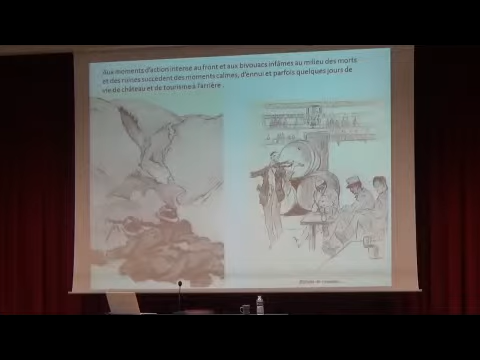 Aux moments d'action intense au front et aux bivouacs infâmes au milieu des morts
et des ruines succèdent des moments calmes, d'ennui et parfois quelques jours de
vie de château et de tourisme à l'arrière .